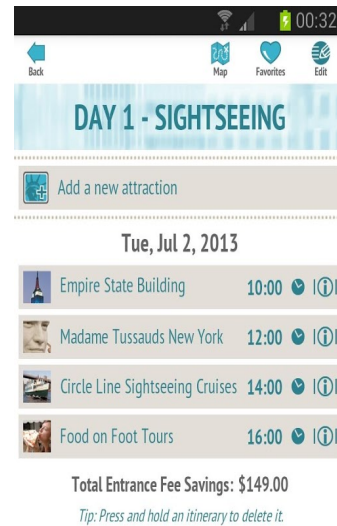 00:32
Back Map Favorites Edit
DAY 1 - SIGHTSEEING
Add a new attraction
Tue, Jul 2, 2013
Empire State Building 10:00
Madame Tussauds New York 12:00
Circle Line Sightseeing Cruises 14:00
Food on Foot Tours 16:00
Total Entrance Fee Savings: $149.00
Tip: Press and hold an itinerary to delete it.